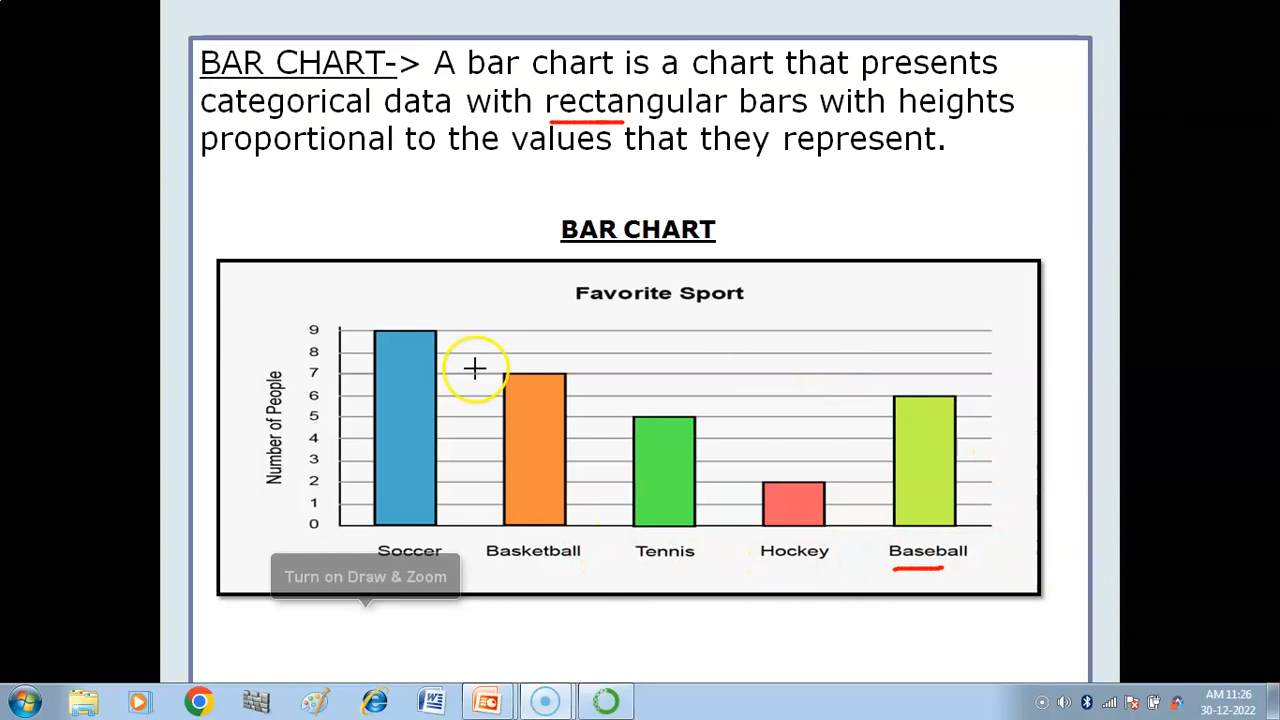 BAR CHART-> A bar chart is a chart that presents
categorical data with rectangular bars with heights
proportional to the values that they represent.
BAR CHART
Favorite Sport
Number of People
9
8
7
6
5
4
3
2
1
0
Soccer Basketball Tennis Hockey Baseball
Turn on Draw & Zoom
AM 11:26
30-12-2022